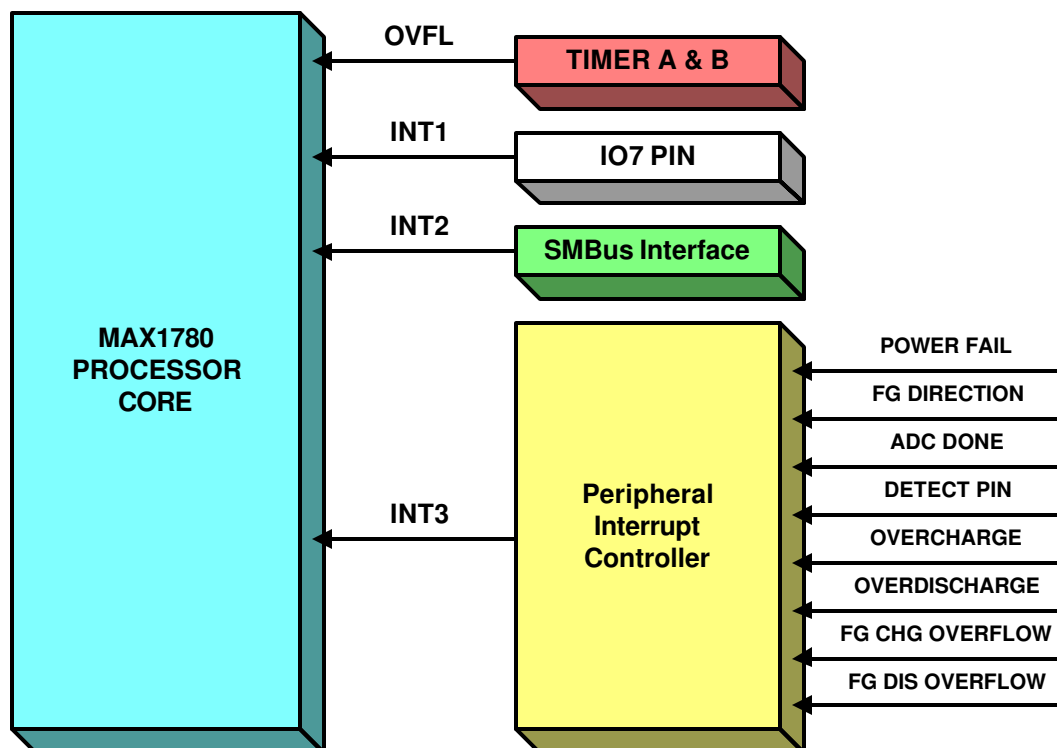 OVFL
TIMER A & B
INT1
IO7 PIN
INT2
SMBus Interface
MAX1780
PROCESSOR
CORE
INT3
Peripheral
Interrupt
Controller
POWER FAIL
FG DIRECTION
ADC DONE
DETECT PIN
OVERCHARGE
OVERDISCHARGE
FG CHG OVERFLOW
FG DIS OVERFLOW